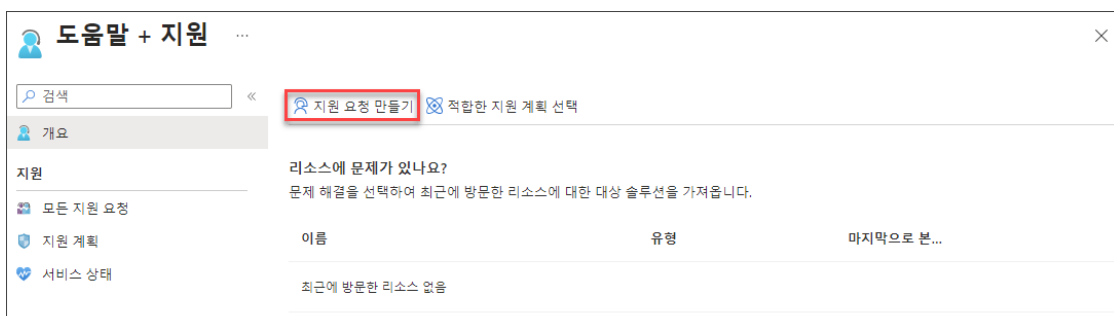 도움말 + 지원 ...
검색
개요
지원
모든 지원 요청
지원 계획
서비스 상태
지원 요청 만들기 적합한 지원 계획 선택
리소스에 문제가 있나요?
문제 해결을 선택하여 최근에 방문한 리소스에 대한 대상 솔루션을 가져옵니다.
이름 유형 마지막으로 본...
최근에 방문한 리소스 없음